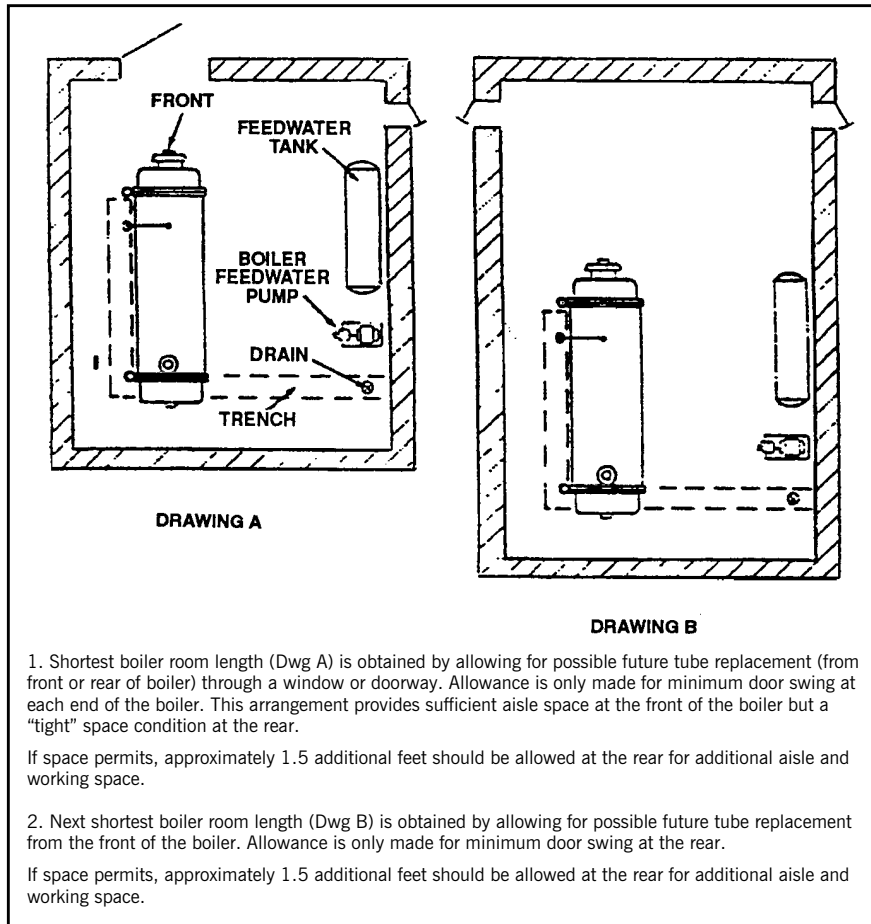 FRONT
FEEDWATER
TANK
BOILER
FEEDWATER
PUMP
DRAIN
TRENCH
DRAWING A
DRAWING B
1. Shortest boiler room length (Dwg A) is obtained by allowing for possible future tube replacement (from
front or rear of boiler) through a window or doorway. Allowance is only made for minimum door swing at
each end of the boiler. This arrangement provides sufficient aisle space at the front of the boiler but a
“tight” space condition at the rear.
If space permits, approximately 1.5 additional feet should be allowed at the rear for additional aisle and
working space.
2. Next shortest boiler room length (Dwg B) is obtained by allowing for possible future tube replacement
from the front of the boiler. Allowance is only made for minimum door swing at the rear.
If space permits, approximately 1.5 additional feet should be allowed at the rear for additional aisle and
working space.